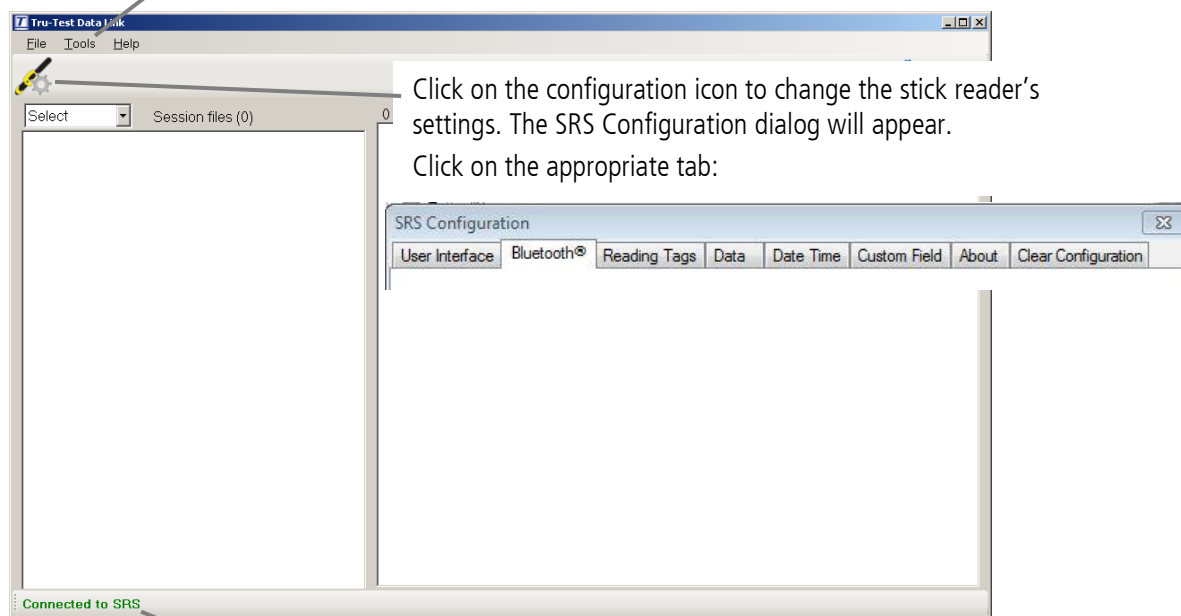 Tru-Test Data Link
File Tools Help
Click on the configuration icon to change the stick reader's
settings. The SRS Configuration dialog will appear.
Click on the appropriate tab:
Select Session files (0) 0
SRS Configuration
User Interface Bluetooth® Reading Tags Data Date Time Custom Field About Clear Configuration
Connected to SRS